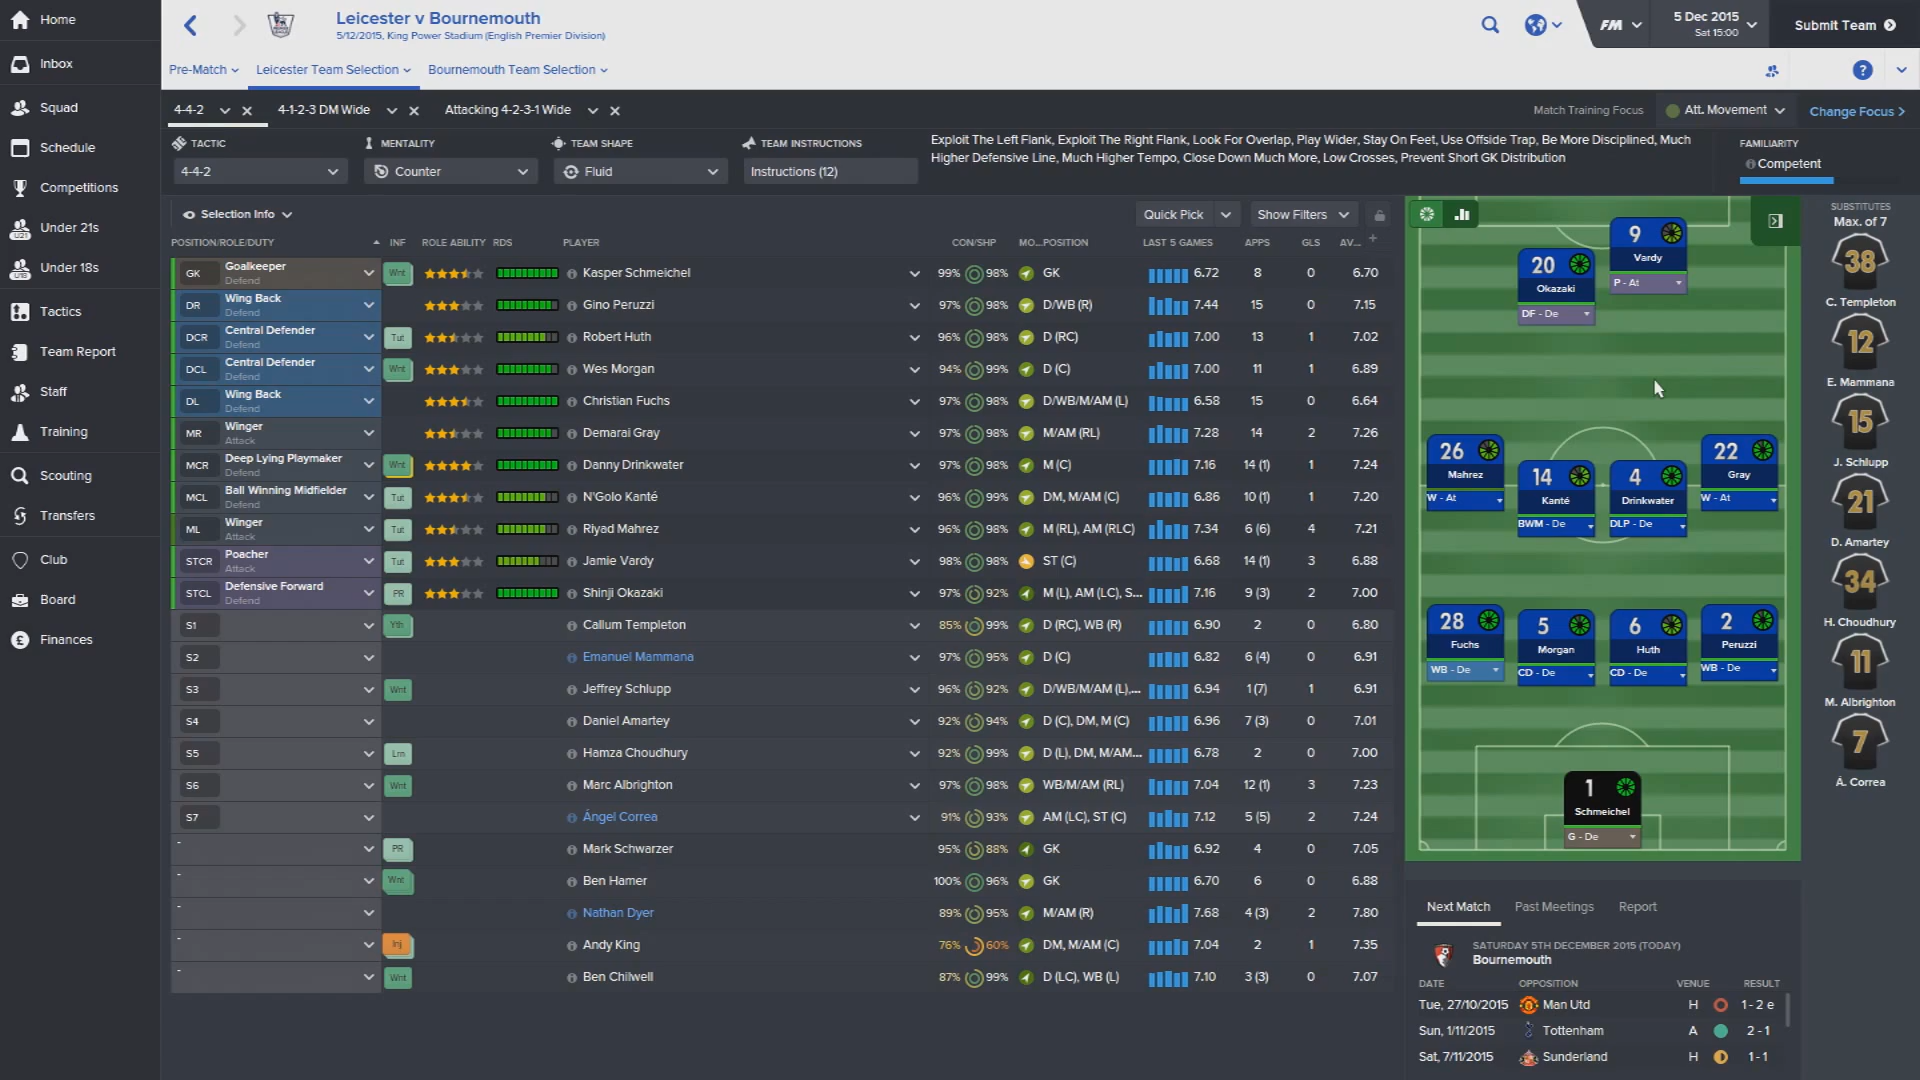 Home
Inbox
Squad
Schedule
Competitions
Under 21s
Under 18s
Tactics
Team Report
Staff
Training
Scouting
Transfers
Club
Board
Finances
Leicester v Bournemouth
5/12/2015, King Power Stadium (English Premier Division)
FM
5 Dec 2015
Sat 15:00
Submit Team
Pre-Match
Leicester Team Selection
Bournemouth Team Selection
4-4-2
4-1-2-3 DM Wide
Attacking 4-2-3-1 Wide
Match Training Focus
Att. Movement
Change Focus >
TACTIC
4-4-2
MENTALITY
Counter
TEAM SHAPE
Fluid
TEAM INSTRUCTIONS
Instructions (12)
Exploit The Left Flank, Exploit The Right Flank, Look For Overlap, Play Wider, Stay On Feet, Use Offside Trap, Be More Disciplined, Much
Higher Defensive Line, Much Higher Tempo, Close Down Much More, Low Crosses, Prevent Short GK Distribution
FAMILIARITY
Competent
Selection Info
Quick Pick
Show Filters
POSITION/ROLE/DUTY INF ROLE ABILITY RDS PLAYER CON/SHP MO... POSITION LAST 5 GAMES APPS GLS AV...
GK Goalkeeper Defend Wnt Kasper Schmeichel 99% 98% GK 6.72 8 0 6.70
DR Wing Back Defend Gino Peruzzi 97% 98% D/WB (R) 7.44 15 0 7.15
DCR Central Defender Defend Tut Robert Huth 96% 98% D (RC) 7.00 13 1 7.02
DCL Central Defender Defend Wnt Wes Morgan 94% 99% D (C) 7.00 11 1 6.89
DL Wing Back Defend Christian Fuchs 97% 98% D/WB/M/AM (L) 6.58 15 0 6.64
MR Winger Attack Demarai Gray 97% 98% M/AM (RL) 7.28 14 2 7.26
MCR Deep Lying Playmaker Defend Wnt Danny Drinkwater 97% 98% M (C) 7.16 14 (1) 1 7.24
MCL Ball Winning Midfielder Defend Tut N'Golo Kanté 96% 99% DM, M/AM (C) 6.86 10 (1) 1 7.20
ML Winger Attack Tut Riyad Mahrez 96% 98% M (RL), AM (RLC) 7.34 6 (6) 4 7.21
STCR Poacher Attack Tut Jamie Vardy 98% 98% ST (C) 6.68 14 (1) 3 6.88
STCL Defensive Forward Defend PR Shinji Okazaki 97% 92% M (L), AM (LC), S... 7.16 9 (3) 2 7.00
S1 Yth Callum Templeton 85% 99% D (RC), WB (R) 6.90 2 0 6.80
S2 Emanuel Mammana 97% 95% D (C) 6.82 6 (4) 0 6.91
S3 Wnt Jeffrey Schlupp 96% 92% D/WB/M/AM (L),... 6.94 1 (7) 1 6.91
S4 Daniel Amartey 92% 94% D (C), DM, M (C) 6.96 7 (3) 0 7.01
S5 Lrn Hamza Choudhury 92% 99% D (L), DM, M/AM... 6.78 2 0 7.00
S6 Wnt Marc Albrighton 97% 98% WB/M/AM (RL) 7.04 12 (1) 3 7.23
S7 Ángel Correa 91% 93% AM (LC), ST (C) 7.12 5 (5) 2 7.24
- PR Mark Schwarzer 95% 88% GK 6.92 4 0 7.05
- Wnt Ben Hamer 100% 96% GK 6.70 6 0 6.88
- Nathan Dyer 89% 95% M/AM (R) 7.68 4 (3) 2 7.80
- Inj Andy King 76% 60% DM, M/AM (C) 7.04 2 1 7.35
- Wnt Ben Chilwell 87% 99% D (LC), WB (L) 7.10 3 (3) 0 7.07
9
Vardy
P - At
20
Okazaki
DF - De
26
Mahrez
W - At
14
Kanté
BWM - De
4
Drinkwater
DLP - De
22
Gray
W - At
28
Fuchs
WB - De
5
Morgan
CD - De
6
Huth
CD - De
2
Peruzzi
WB - De
1
Schmeichel
G - De
SUBSTITUTES
Max. of 7
38
C. Templeton
12
E. Mammana
15
J. Schlupp
21
D. Amartey
34
H. Choudhury
11
M. Albrighton
7
Á. Correa
Next Match
Past Meetings
Report
SATURDAY 5TH DECEMBER 2015 (TODAY)
Bournemouth
DATE OPPOSITION VENUE RESULT
Tue, 27/10/2015 Man Utd H 1 - 2 e
Sun, 1/11/2015 Tottenham A 2 - 1
Sat, 7/11/2015 Sunderland H 1 - 1